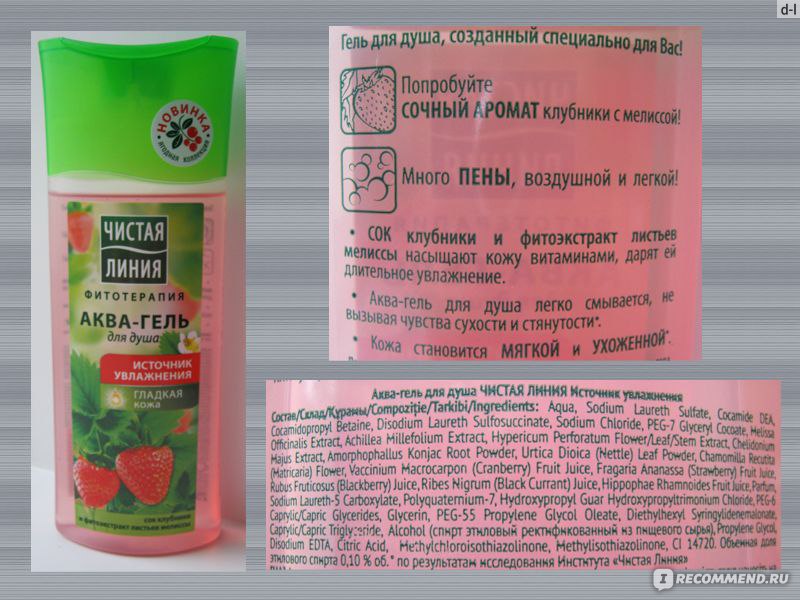 d-l
НОВИНКА
ЯГОДНАЯ КОЛЛЕКЦИЯ
ЧИСТАЯ
ЛИНИЯ
ФИТОТЕРАПИЯ
АКВА-ГЕЛЬ
для душа
ИСТОЧНИК
УВЛАЖНЕНИЯ
ГЛАДКАЯ
кожа
сок клубники
и фитоэкстракт листьев мелиссы
Гель для душа, созданный специально для Вас!
Попробуйте
СОЧНЫЙ АРОМАТ клубники с мелиссой!
Много ПЕНЫ, воздушной и легкой!
• СОК клубники и фитоэкстракт листьев
мелиссы насыщают кожу витаминами, дарят ей
длительное увлажнение.
• Аква-гель для душа легко смывается, не
вызывая чувства сухости и стянутости*.
• Кожа становится МЯГКОЙ и УХОЖЕННОЙ*.
Аква-гель для душа ЧИСТАЯ ЛИНИЯ Источник увлажнения
Состав/Склад/Құрамы/Compoziţie/Tarkibi/Ingredients: Aqua, Sodium Laureth Sulfate, Cocamide DEA,
Cocamidopropyl Betaine, Disodium Laureth Sulfosuccinate, Sodium Chloride, PEG-7 Glyceryl Cocoate, Melissa
Officinalis Extract, Achillea Millefolium Extract, Hypericum Perforatum Flower/Leaf/Stem Extract, Chelidonium
Majus Extract, Amorphophallus Konjac Root Powder, Urtica Dioica (Nettle) Leaf Powder, Chamomilla Recutita
(Matricaria) Flower, Vaccinium Macrocarpon (Cranberry) Fruit Juice, Fragaria Ananassa (Strawberry) Fruit Juice,
Rubus Fruticosus (Blackberry) Juice, Ribes Nigrum (Black Currant) Juice, Hippophae Rhamnoides Fruit Juice, Parfum,
Sodium Laureth-5 Carboxylate, Polyquaternium-7, Hydroxypropyl Guar Hydroxypropyltrimonium Chloride, PEG-6
Caprylic/Capric Glycerides, Glycerin, PEG-55 Propylene Glycol Oleate, Diethylhexyl Syringylidenemalonate,
Caprylic/Capric Triglyceride, Alcohol (спирт этиловый ректификованный из пищевого сырья), Propylene Glycol,
Disodium EDTA, Citric Acid, Methylchloroisothiazolinone, Methylisothiazolinone, CI 14720. Объемная доля
этилового спирта 0,10 % об. * по результатам исследования Института «Чистая Линия»
I RECOMMEND.RU